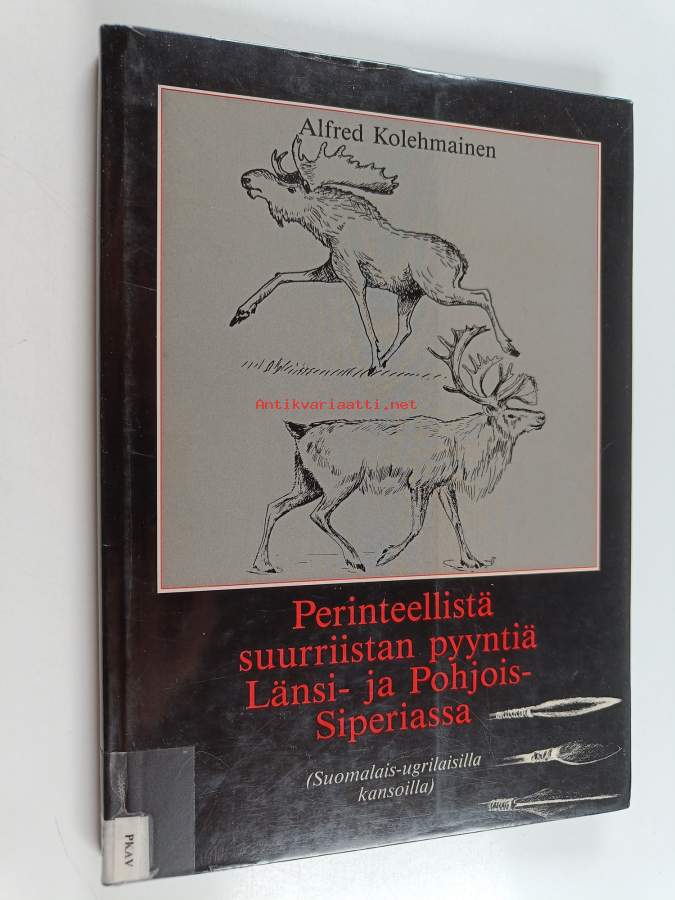 Alfred Kolehmainen
Antikvariaatti.net
Perinteellistä
suurriistan pyyntiä
Länsi- ja Pohjois-
Siperiassa
(Suomalais-ugrilaisilla
kansoilla)
PKAV